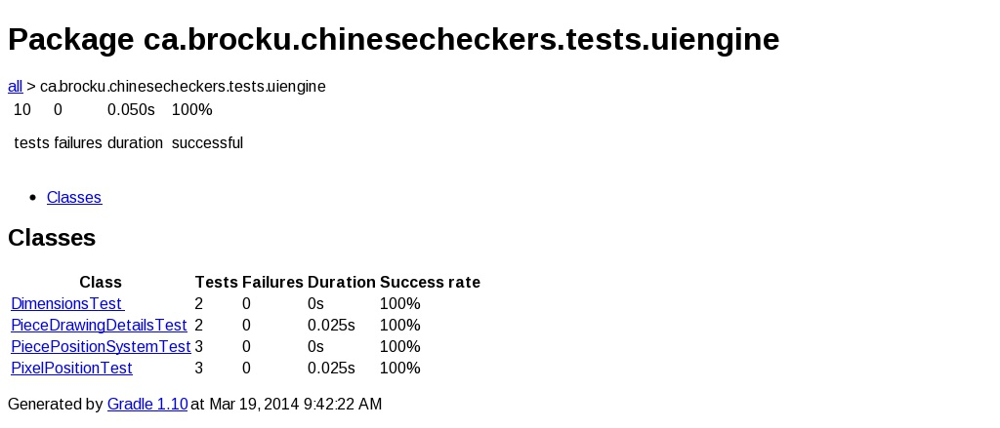 Package ca.brocku.chinesecheckers.tests.uiengine
all > ca.brocku.chinesecheckers.tests.uiengine
10 0 0.050s 100%
tests failures duration successful
• Classes
Classes
Class Tests Failures Duration Success rate
DimensionsTest 2 0 0s 100%
PieceDrawingDetailsTest 2 0 0.025s 100%
PiecePositionSystemTest 3 0 0s 100%
PixelPositionTest 3 0 0.025s 100%
Generated by Gradle 1.10 at Mar 19, 2014 9:42:22 AM